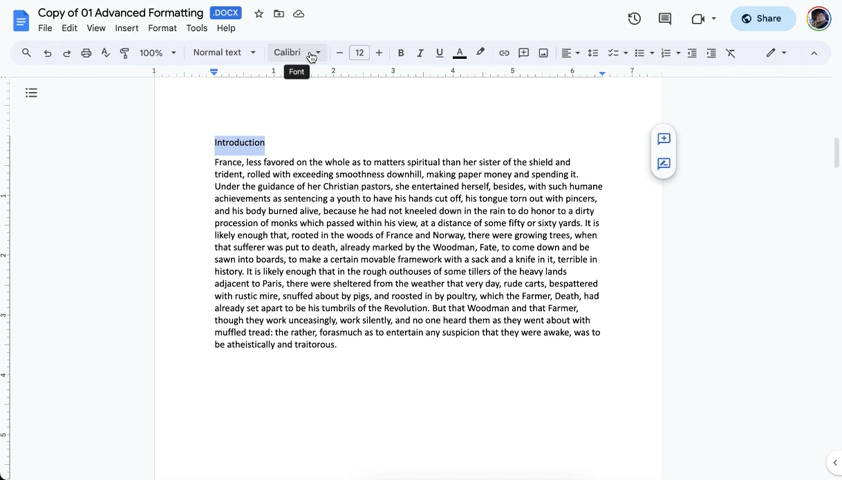 Copy of 01 Advanced Formatting .DOCX
File Edit View Insert Format Tools Help
Share
100% Normal text Calibri 12
Font
1 1 2 3 4 5 6 7
Introduction
France, less favored on the whole as to matters spiritual than her sister of the shield and
trident, rolled with exceeding smoothness downhill, making paper money and spending it.
Under the guidance of her Christian pastors, she entertained herself, besides, with such humane
achievements as sentencing a youth to have his hands cut off, his tongue torn out with pincers,
and his body burned alive, because he had not kneeled down in the rain to do honor to a dirty
procession of monks which passed within his view, at a distance of some fifty or sixty yards. It is
likely enough that, rooted in the woods of France and Norway, there were growing trees, when
that sufferer was put to death, already marked by the Woodman, Fate, to come down and be
sawn into boards, to make a certain movable framework with a sack and a knife in it, terrible in
history. It is likely enough that in the rough outhouses of some tillers of the heavy lands
adjacent to Paris, there were sheltered from the weather that very day, rude carts, bespattered
with rustic mire, snuffed about by pigs, and roosted in by poultry, which the Farmer, Death, had
already set apart to be his tumbrils of the Revolution. But that Woodman and that Farmer,
though they work unceasingly, work silently, and no one heard them as they went about with
muffled tread: the rather, forasmuch as to entertain any suspicion that they were awake, was to
be atheistically and traitorous.
1
2
3
4
5